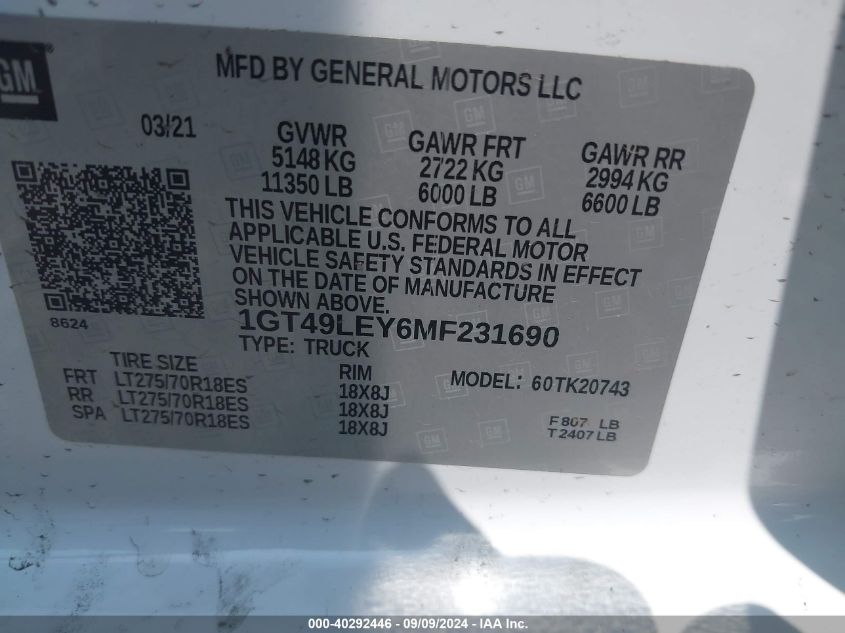 GM
MFD BY GENERAL MOTORS LLC
03/21
GVWR
5148 KG
11350 LB
GAWR FRT
2722 KG
6000 LB
GAWR RR
2994 KG
6600 LB
THIS VEHICLE CONFORMS TO ALL
APPLICABLE U.S. FEDERAL MOTOR
VEHICLE SAFETY STANDARDS IN EFFECT
ON THE DATE OF MANUFACTURE
SHOWN ABOVE.
8624
1GT49LEY6MF231690
TYPE: TRUCK
TIRE SIZE
RIM
MODEL: 60TK20743
FRT LT275/70R18ES 18X8J
RR LT275/70R18ES 18X8J
SPA LT275/70R18ES 18X8J
F 867 LB
T 2407 LB
000-40292446 - 09/09/2024 - IAA Inc.